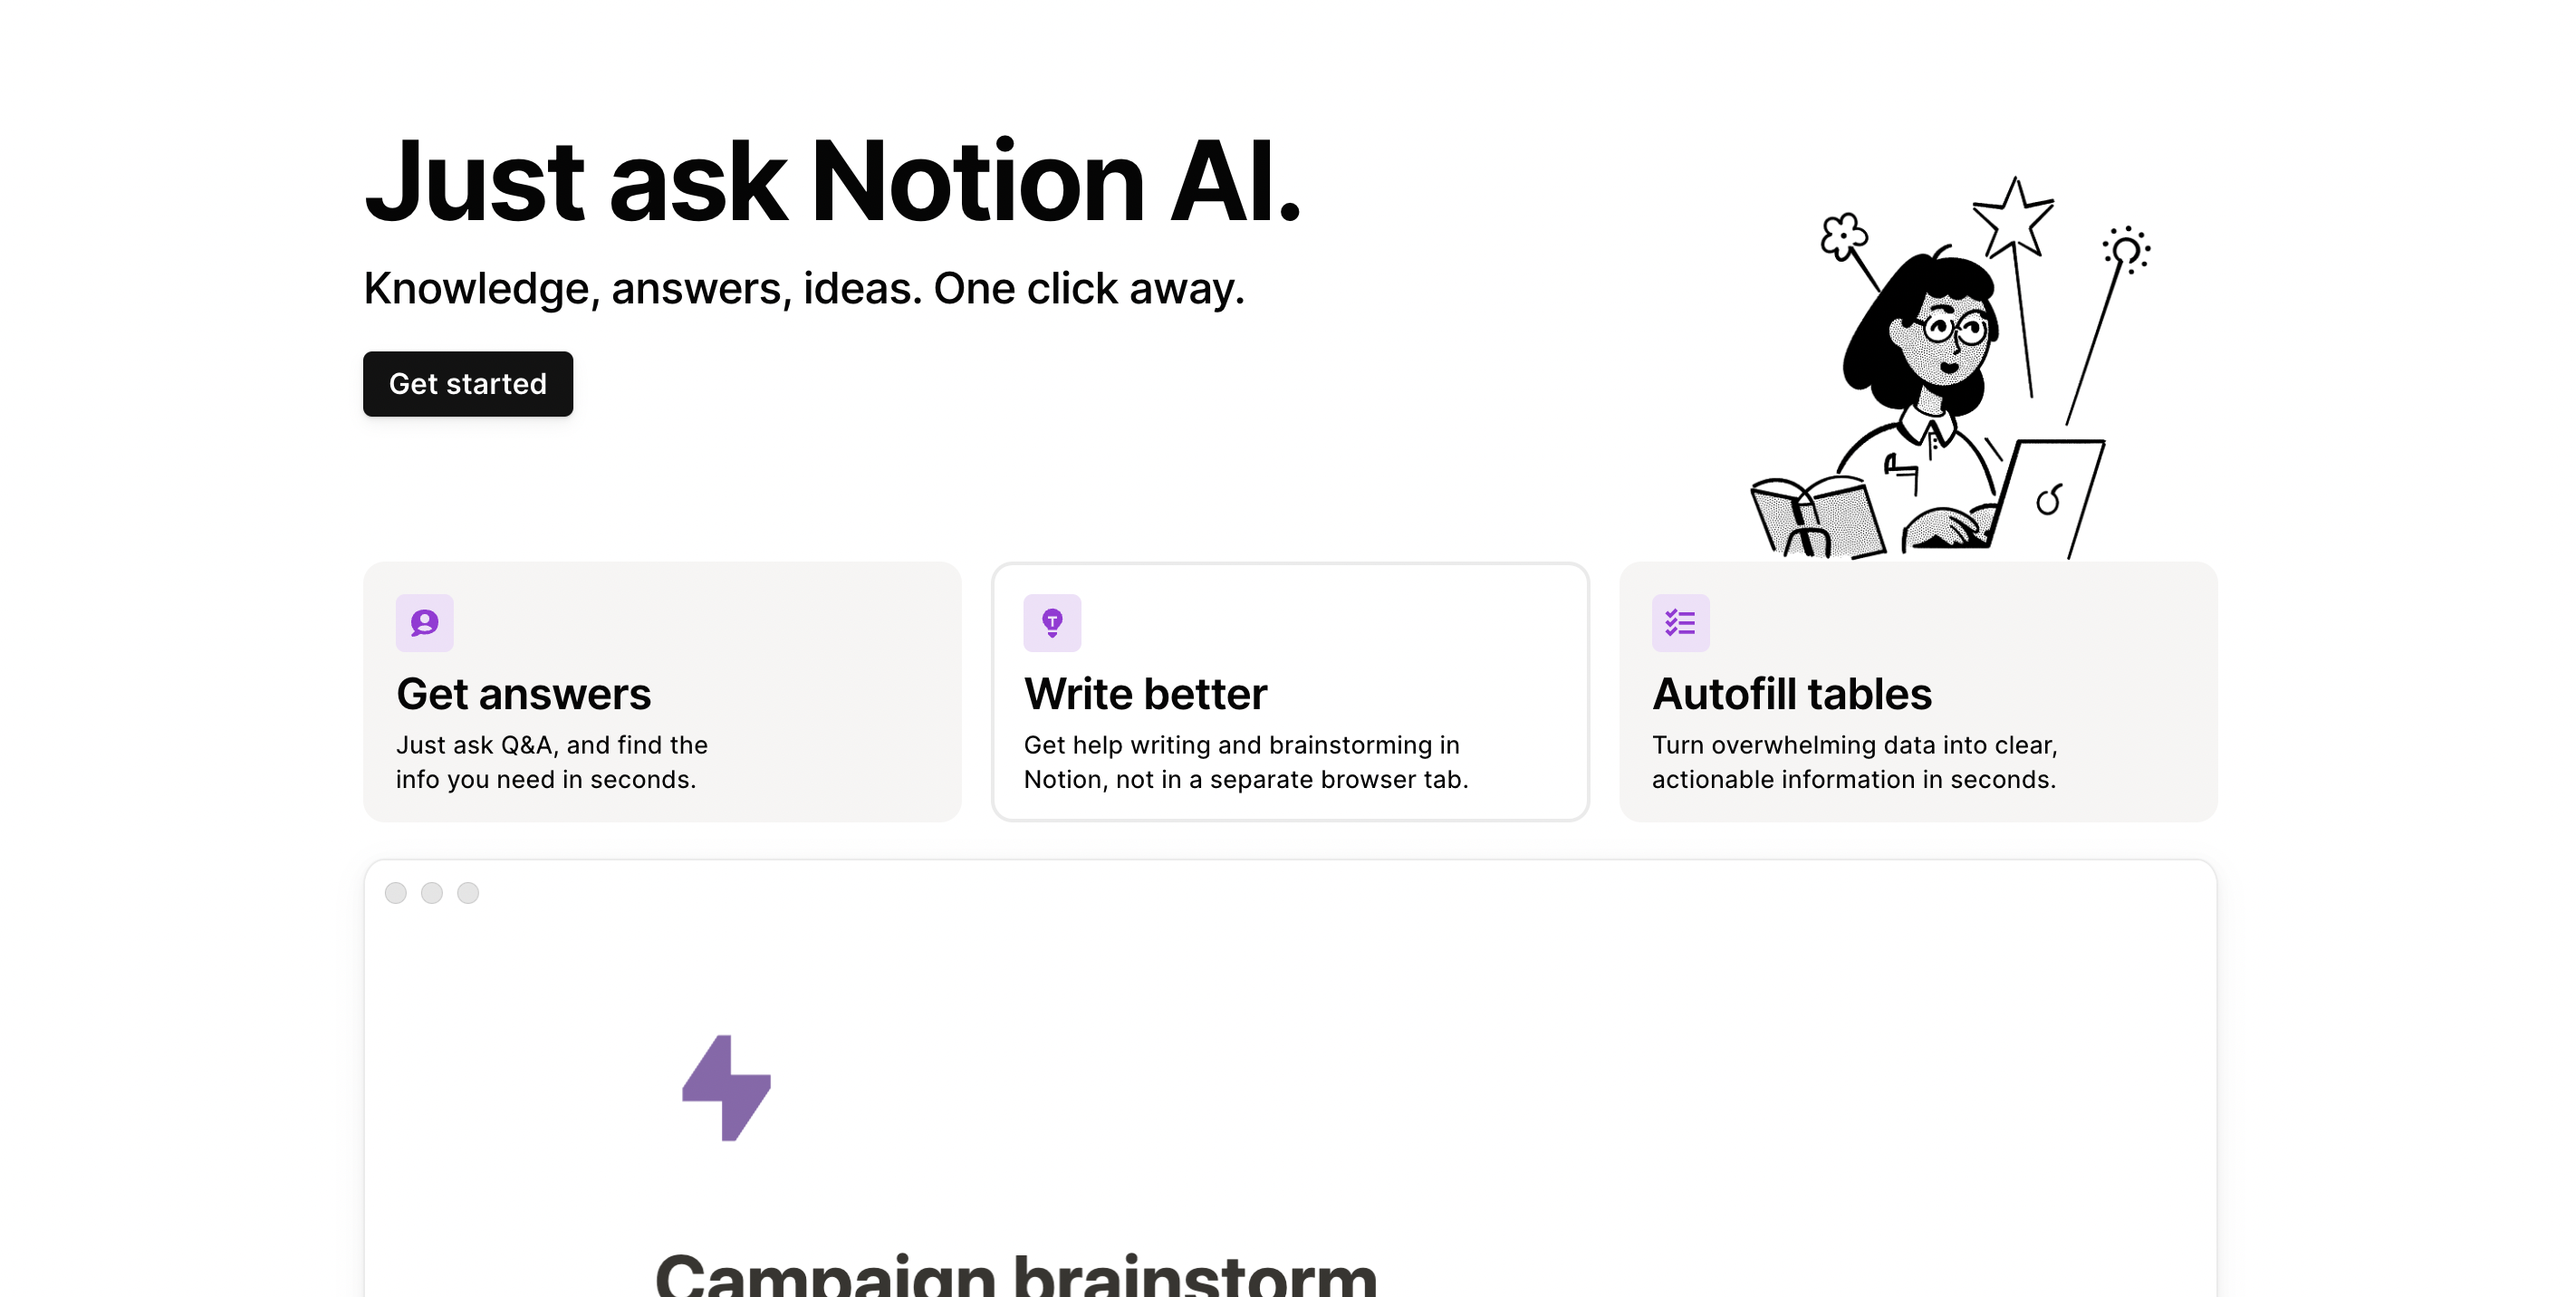 Just ask Notion AI.
Knowledge, answers, ideas. One click away.
Get started
Get answers
Just ask Q&A, and find the
info you need in seconds.
Write better
Get help writing and brainstorming in
Notion, not in a separate browser tab.
Autofill tables
Turn overwhelming data into clear,
actionable information in seconds.
Campaign brainstorm